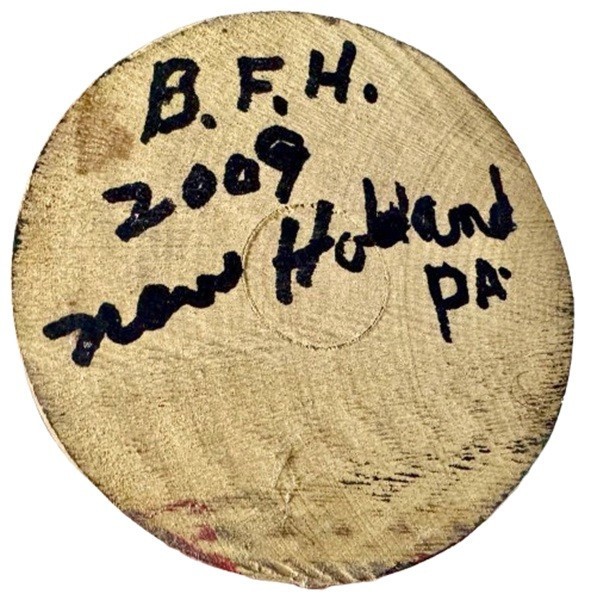 B.F.H.
2009
New Holland
PA.